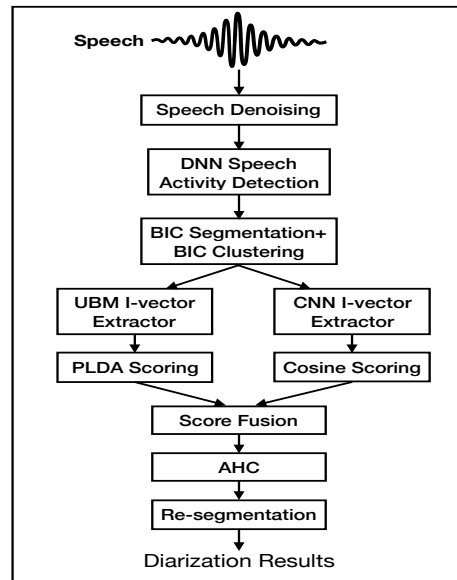 Speech
Speech Denoising
DNN Speech
Activity Detection
BIC Segmentation+
BIC Clustering
UBM I-vector
Extractor
CNN I-vector
Extractor
PLDA Scoring
Cosine Scoring
Score Fusion
AHC
Re-segmentation
Diarization Results